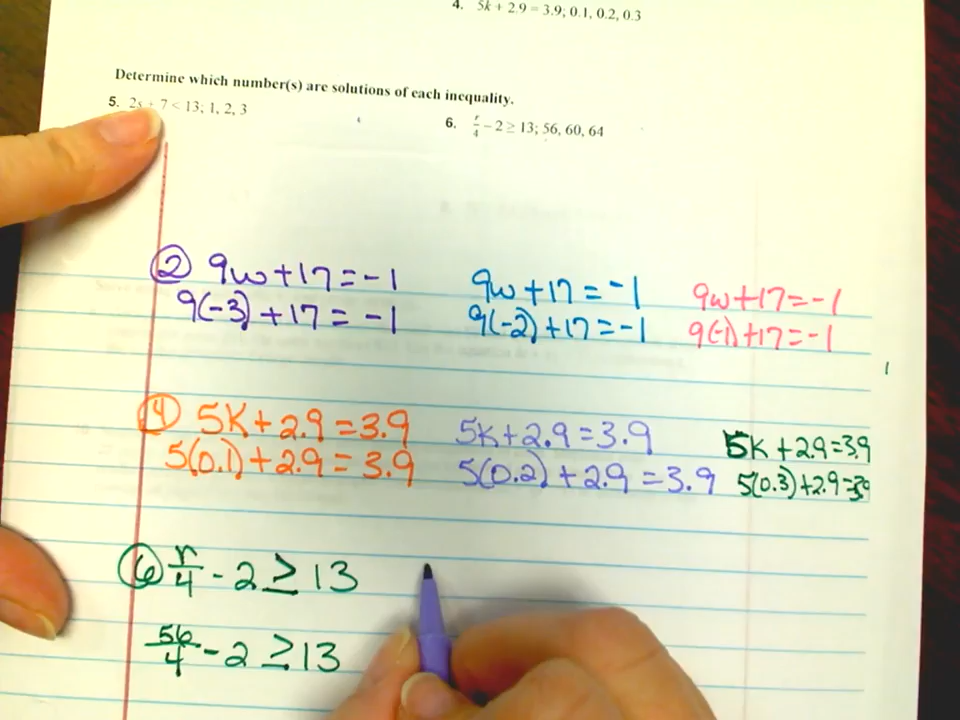 4. 5k + 2.9 = 3.9; 0.1, 0.2, 0.3
Determine which number(s) are solutions of each inequality.
5. 2s + 7 < 13; 1, 2, 3
6. r/4 − 2 ≥ 13; 56, 60, 64
② 9w + 17 = -1
9(-3) + 17 = -1
9w + 17 = -1
9(-2) + 17 = -1
9w + 17 = -1
9(-1) + 17 = -1
④ 5K + 2.9 = 3.9
5(0.1) + 2.9 = 3.9
5K + 2.9 = 3.9
5(0.2) + 2.9 = 3.9
5K + 2.9 = 3.9
5(0.3) + 2.9 = 3.9
⑥ r/4 - 2 ≥ 13
56/4 - 2 ≥ 13